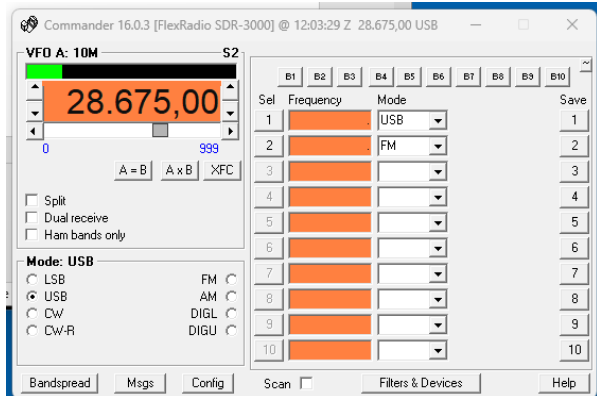 Commander 16.0.3 [FlexRadio SDR-3000] @ 12:03:29 Z 28.675,00 USB
VFO A: 10M S2
28.675,00
0 999
A = B A x B XFC
Split
Dual receive
Ham bands only
Mode: USB
LSB FM
USB AM
CW DIGL
CW-R DIGU
Bandspread Msgs Config
B1 B2 B3 B4 B5 B6 B7 B8 B9 B10 ~
Sel Frequency Mode Save
1 . USB 1
2 . FM 2
3 3
4 4
5 5
6 6
7 7
8 8
9 9
10 10
Scan Filters & Devices Help